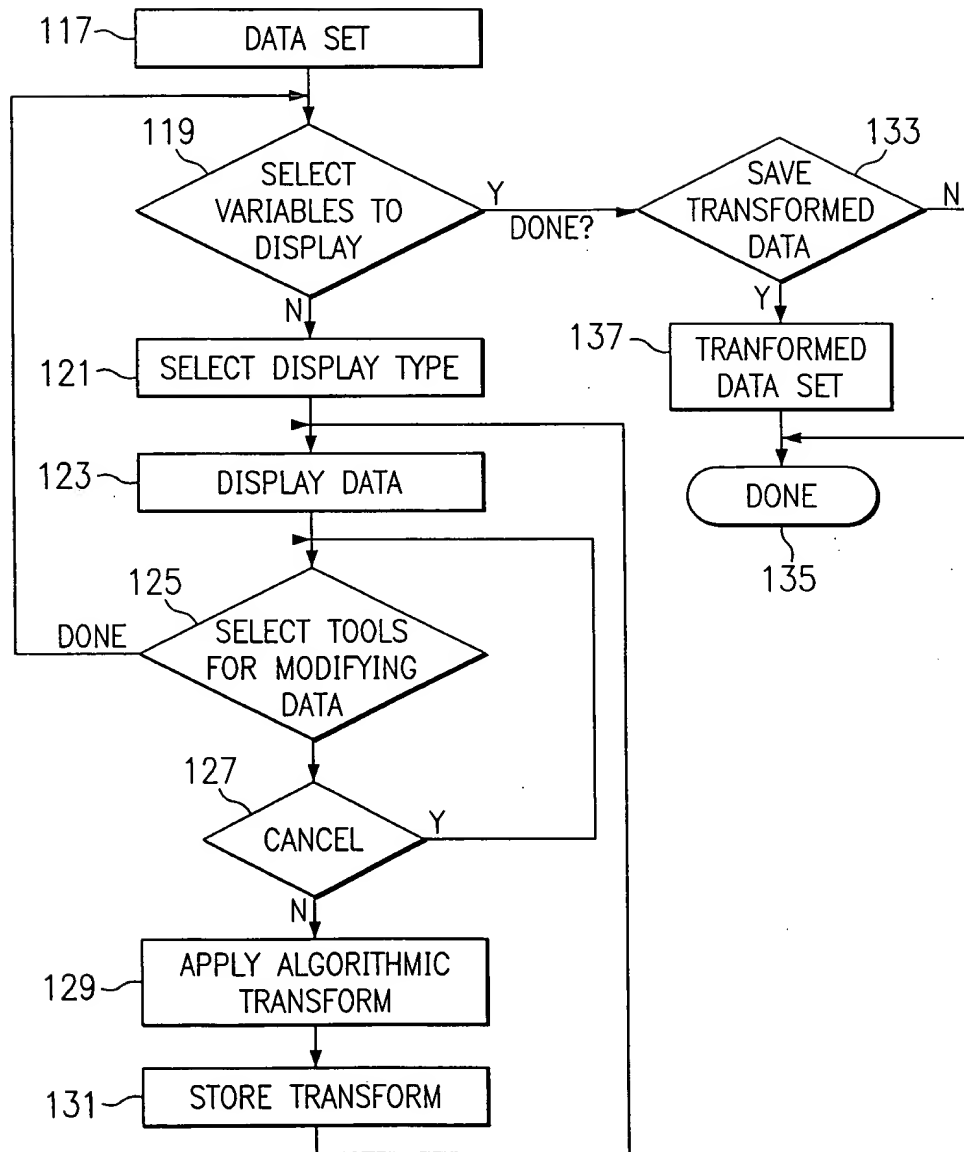 117
DATA SET
119
SELECT
VARIABLES TO
DISPLAY
Y
DONE?
N
133
SAVE
TRANSFORMED
DATA
N
Y
137
TRANFORMED
DATA SET
DONE
135
121
SELECT DISPLAY TYPE
123
DISPLAY DATA
125
SELECT TOOLS
FOR MODIFYING
DATA
DONE
127
CANCEL
Y
N
129
APPLY ALGORITHMIC
TRANSFORM
131
STORE TRANSFORM